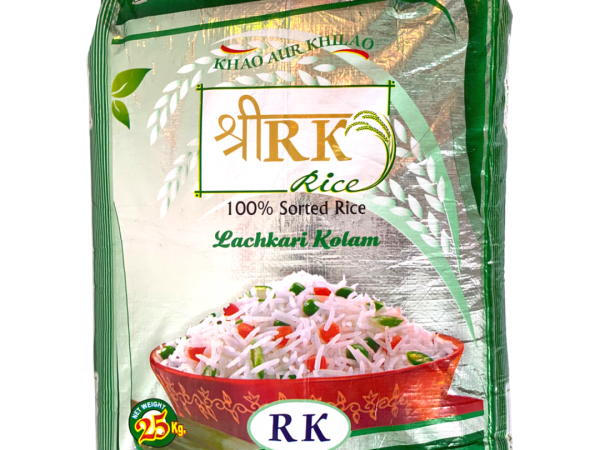 KHAO AUR KHILAO
श्री RK
Rice
100% Sorted Rice
Lachkari Kolam
NET WEIGHT
25 Kg.
RK